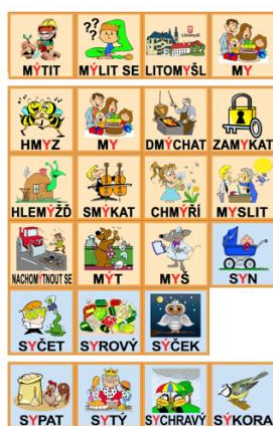 MÝTIT MÝLIT SE LITOMYŠL MY
HMYZ MY DMÝCHAT ZAMYKAT
HLEMÝŽĎ SMÝKAT CHMÝŘÍ MYSLIT
NACHOMÝTNOUT SE MÝT MYŠ SYN
SYČET SYROVÝ SÝČEK
SYPAT SYTÝ SYCHRAVÝ SÝKORA